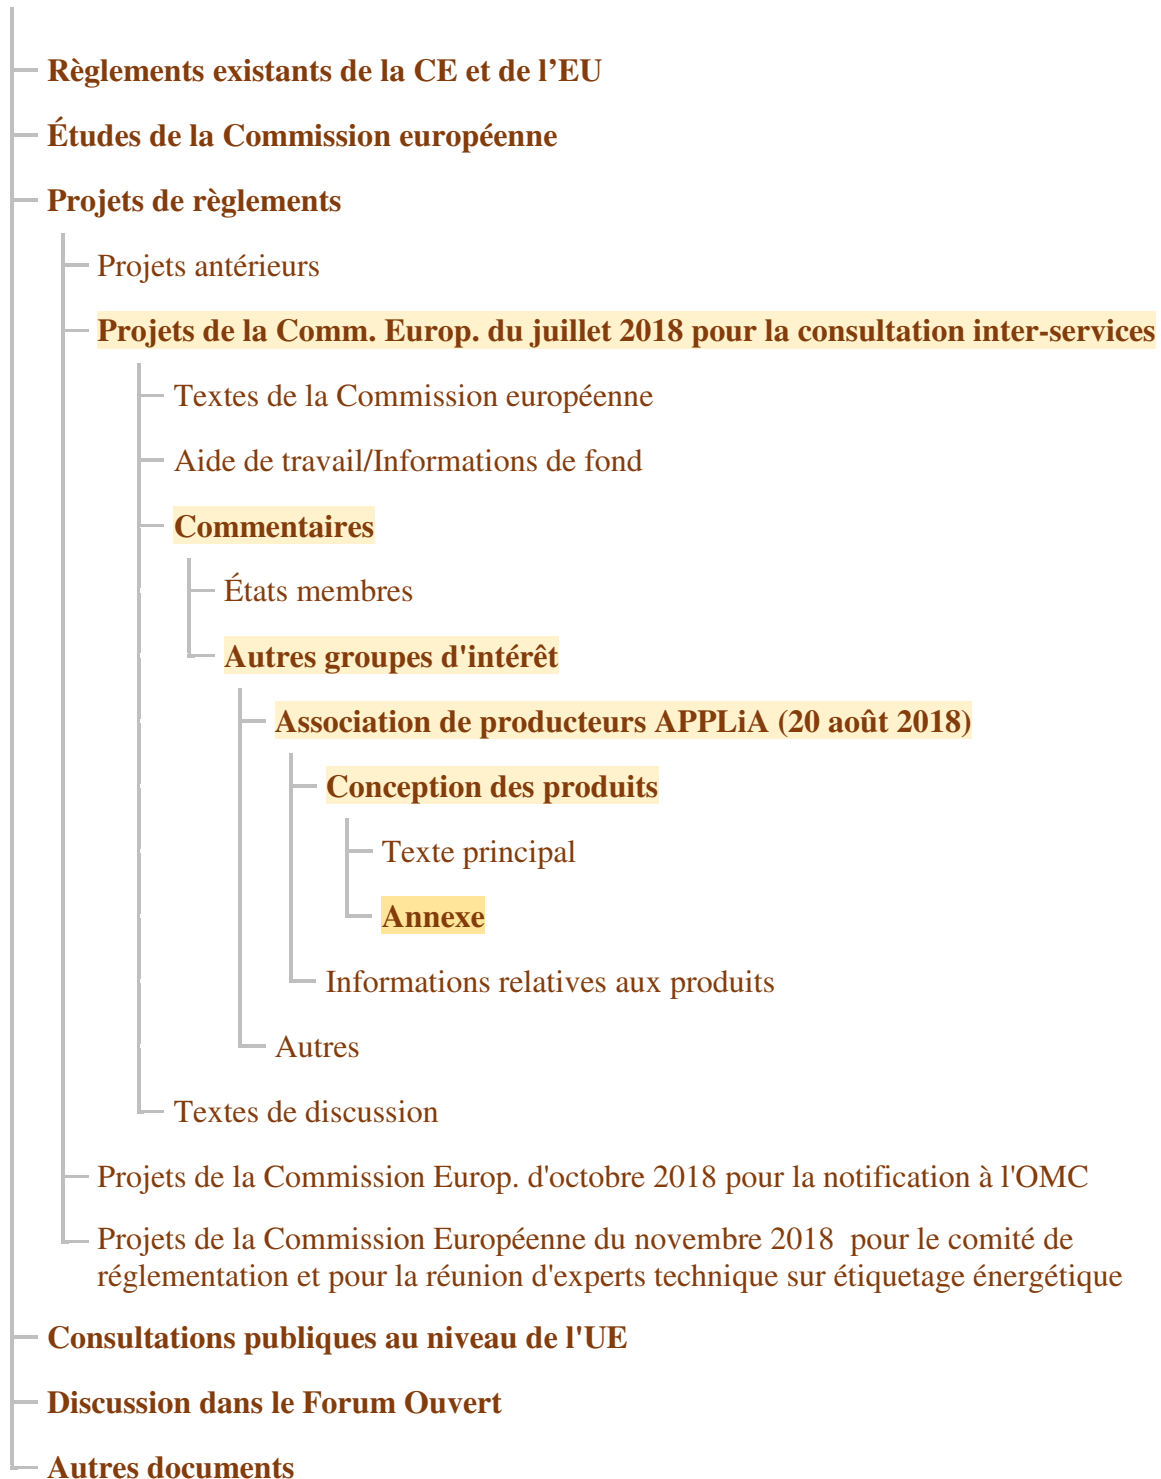 Règlements existants de la CE et de l’EU
Études de la Commission européenne
Projets de règlements
Projets antérieurs
Projets de la Comm. Europ. du juillet 2018 pour la consultation inter-services
Textes de la Commission européenne
Aide de travail/Informations de fond
Commentaires
États membres
Autres groupes d'intérêt
Association de producteurs APPLiA (20 août 2018)
Conception des produits
Texte principal
Annexe
Informations relatives aux produits
Autres
Textes de discussion
Projets de la Commission Europ. d'octobre 2018 pour la notification à l'OMC
Projets de la Commission Européenne du novembre 2018 pour le comité de
réglementation et pour la réunion d'experts technique sur étiquetage énergétique
Consultations publiques au niveau de l'UE
Discussion dans le Forum Ouvert
Autres documents